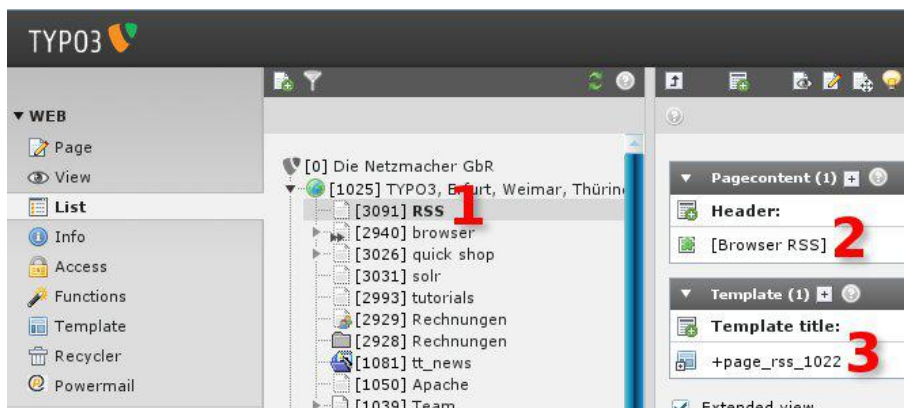 TYPO3
WEB
Page
View
List
Info
Access
Functions
Template
Recycler
Powermail
[0] Die Netzmacher GbR
[1025] TYPO3, Erfurt, Weimar, Thürin
[3091] RSS
1
[2940] browser
[3026] quick shop
[3031] solr
[2993] tutorials
[2929] Rechnungen
[2928] Rechnungen
[1081] tt_news
[1050] Apache
[1039] Team
Pagecontent (1)
Header:
[Browser RSS]
2
Template (1)
Template title:
+page_rss_1022
3
Extended view